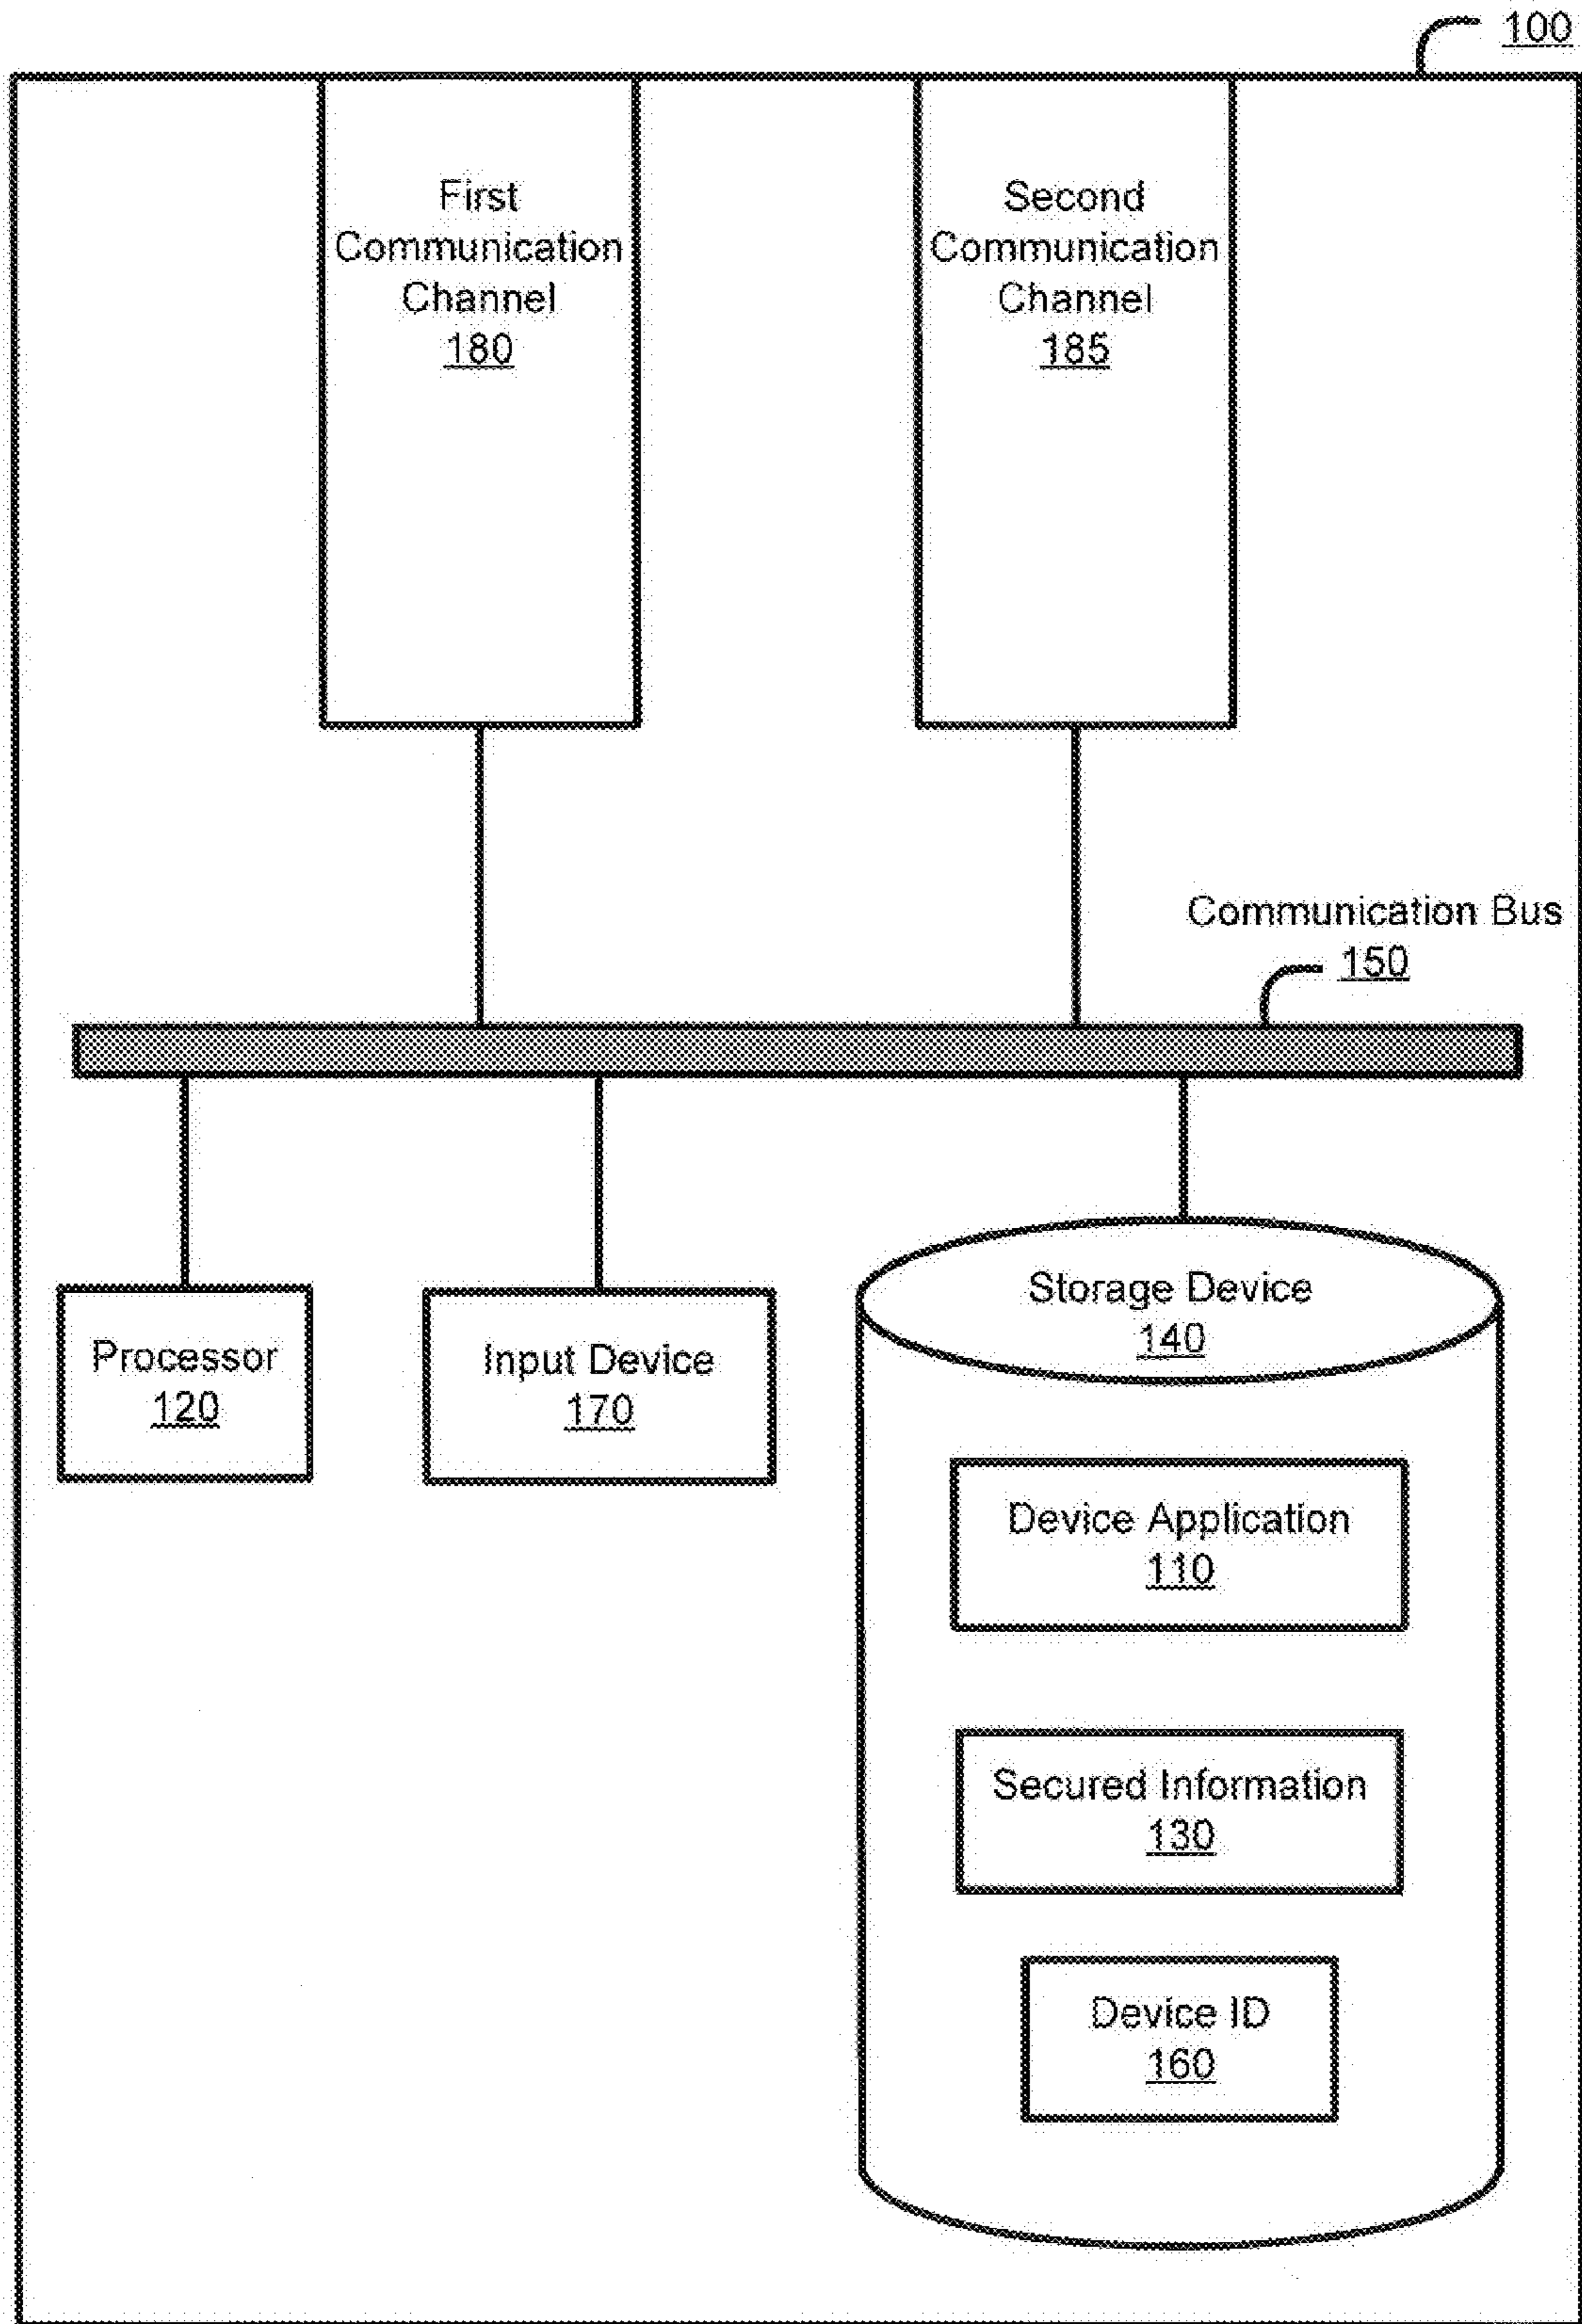 100
First
Communication
Channel
180
Second
Communication
Channel
185
Communication Bus
150
Processor
120
Input Device
170
Storage Device
140
Device Application
110
Secured Information
130
Device ID
160